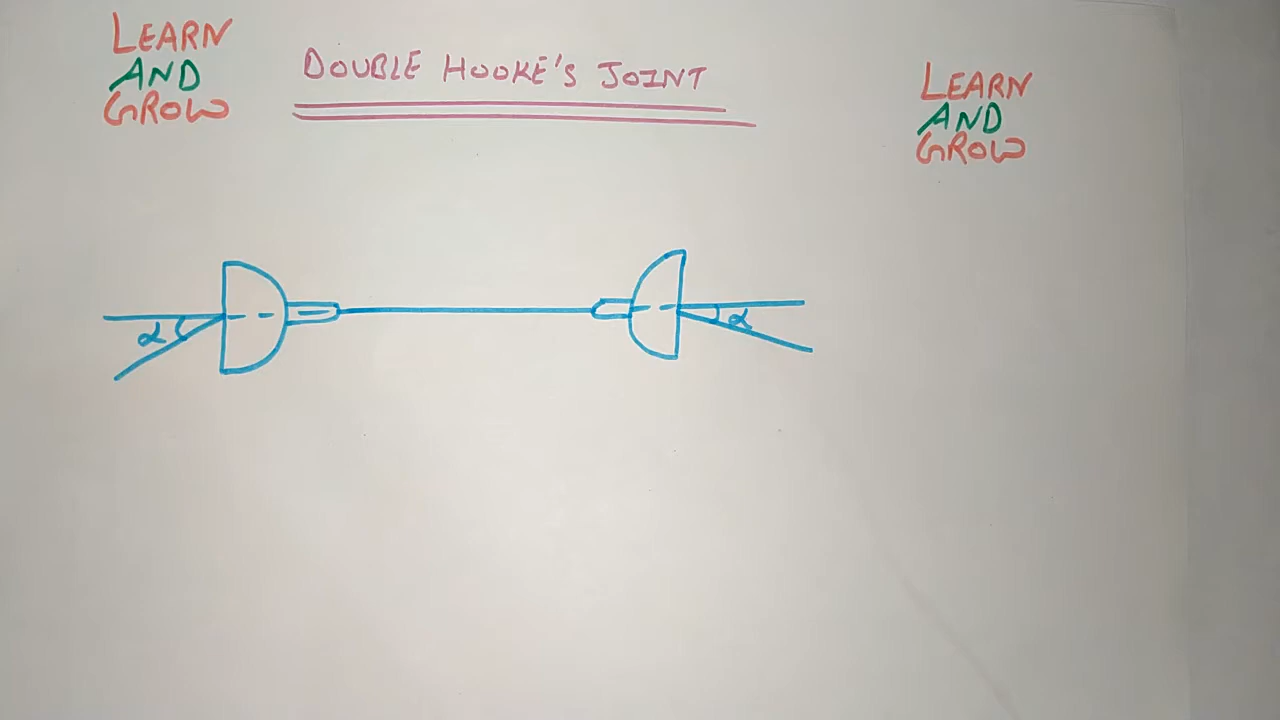 LEARN
AND
GROW
DOUBLE HOOKE'S JOINT
LEARN
AND
GROW
α
α